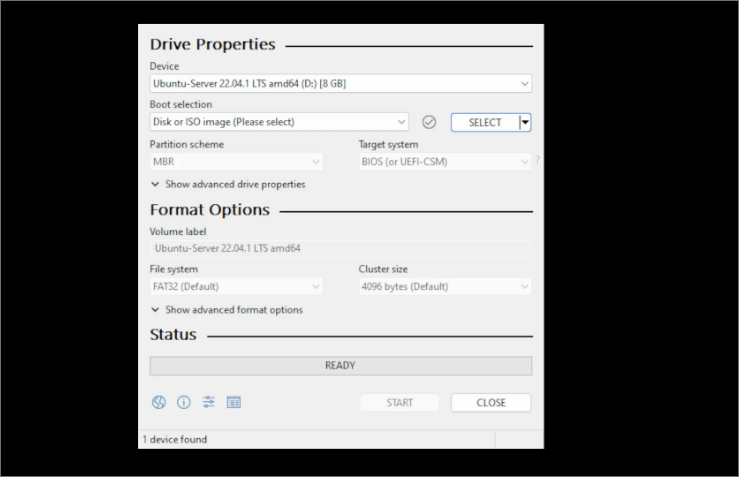 Drive Properties
Device
Ubuntu-Server 22.04.1 LTS amd64 (D:) [8 GB]
Boot selection
Disk or ISO image (Please select)
SELECT
Partition scheme
Target system
MBR
BIOS (or UEFI-CSM)
?
Show advanced drive properties
Format Options
Volume label
Ubuntu-Server 22.04.1 LTS amd64
File system
Cluster size
FAT32 (Default)
4096 bytes (Default)
Show advanced format options
Status
READY
START
CLOSE
1 device found